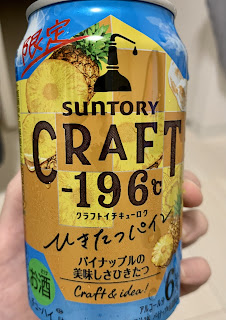 限定
SUNTORY
CRAFT
-196℃
クラフトイチキューロク
ひきたつパイン
パイナップルの
美味しさひきたつ
Craft & idea!
お酒
6